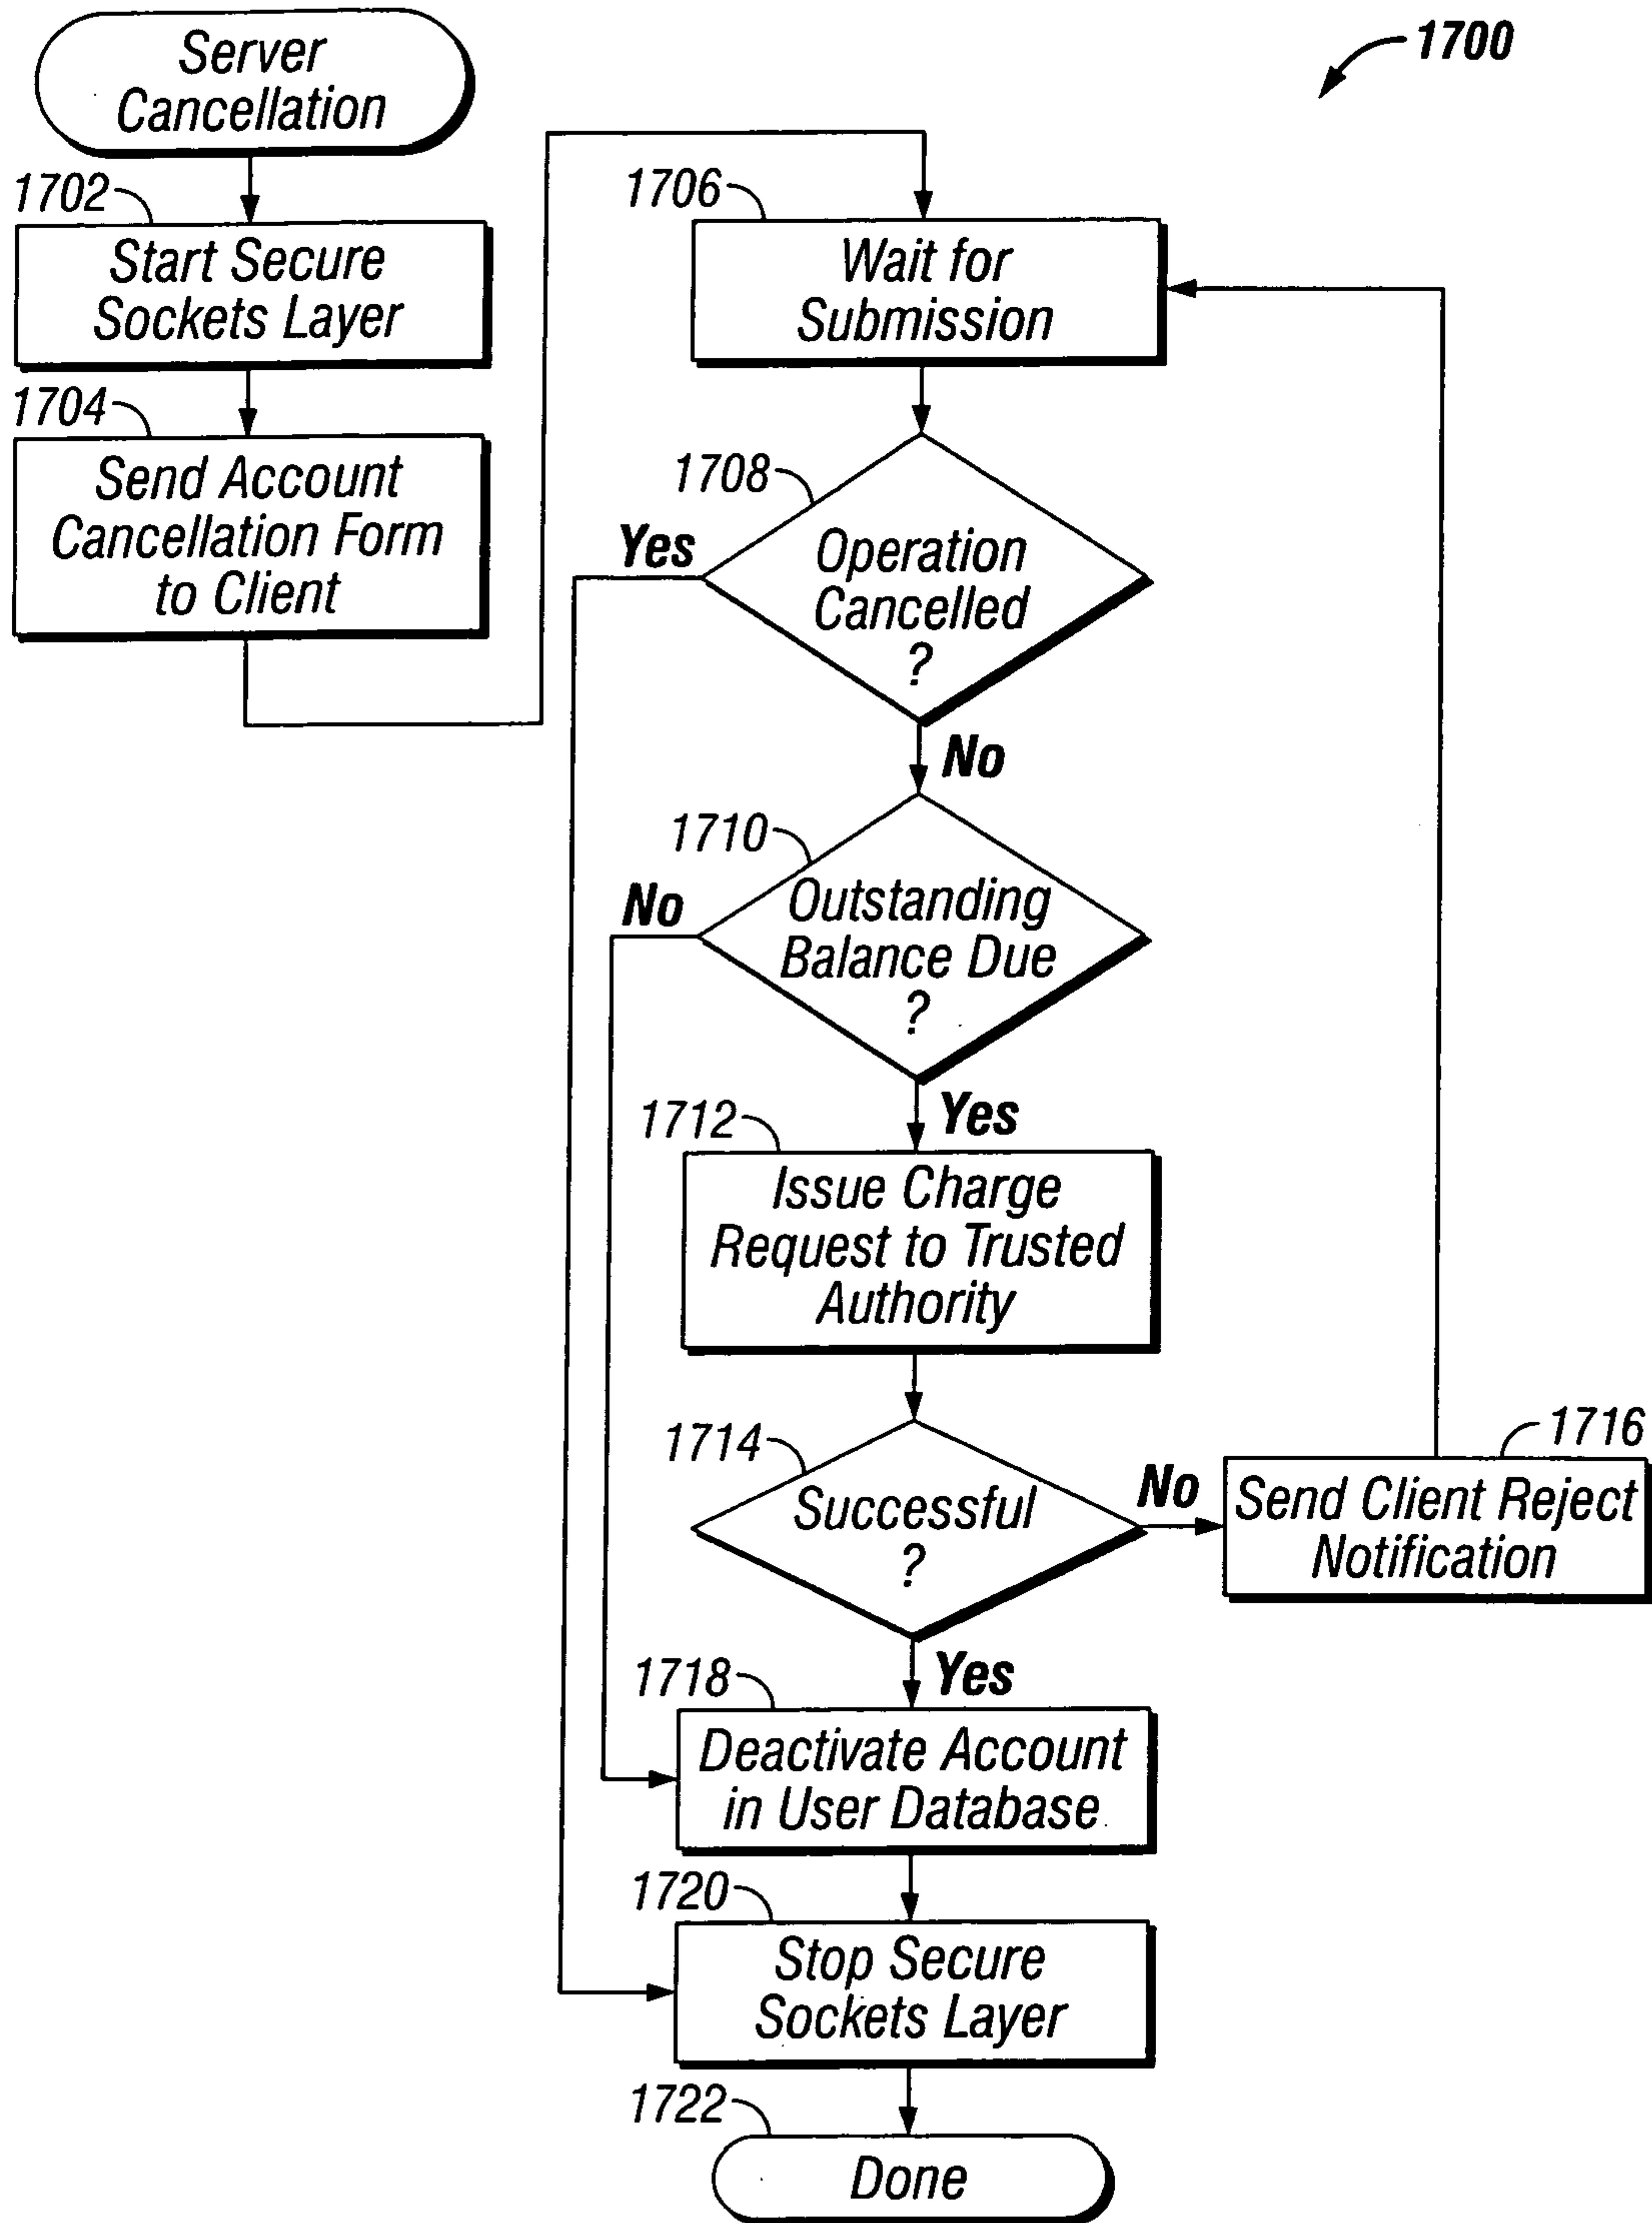 Server
Cancellation
1700
1702
Start Secure
Sockets Layer
1704
Send Account
Cancellation Form
to Client
1706
Wait for
Submission
1708
Yes
Operation
Cancelled
?
No
1710
No
Outstanding
Balance Due
?
Yes
1712
Issue Charge
Request to Trusted
Authority
1714
Successful
?
No
1716
Send Client Reject
Notification
Yes
1718
Deactivate Account
in User Database
1720
Stop Secure
Sockets Layer
1722
Done